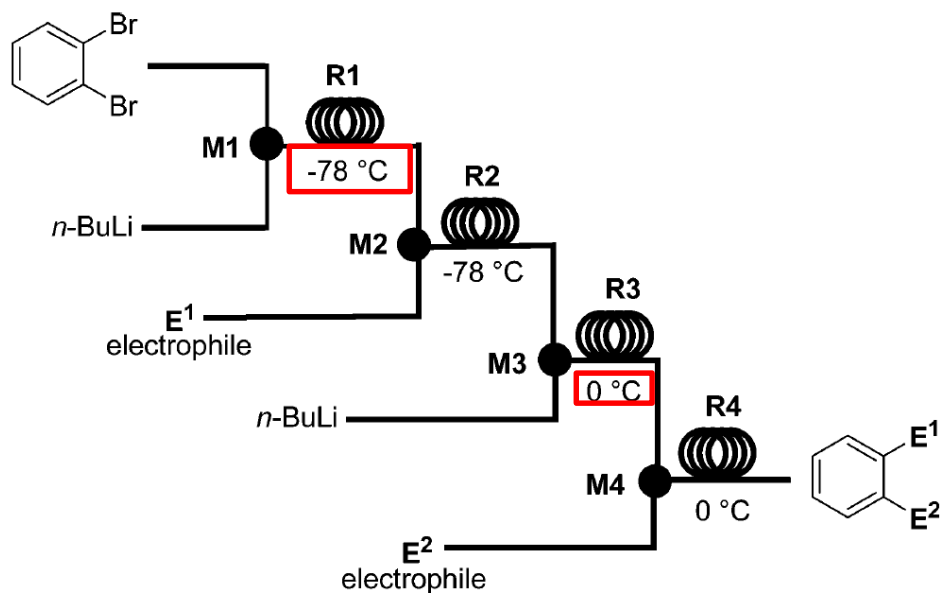 Br
Br
R1
M1
-78 °C
R2
n-BuLi
M2
-78 °C
R3
E¹
electrophile
M3
0 °C
R4
n-BuLi
E¹
M4
E²
0 °C
E²
electrophile